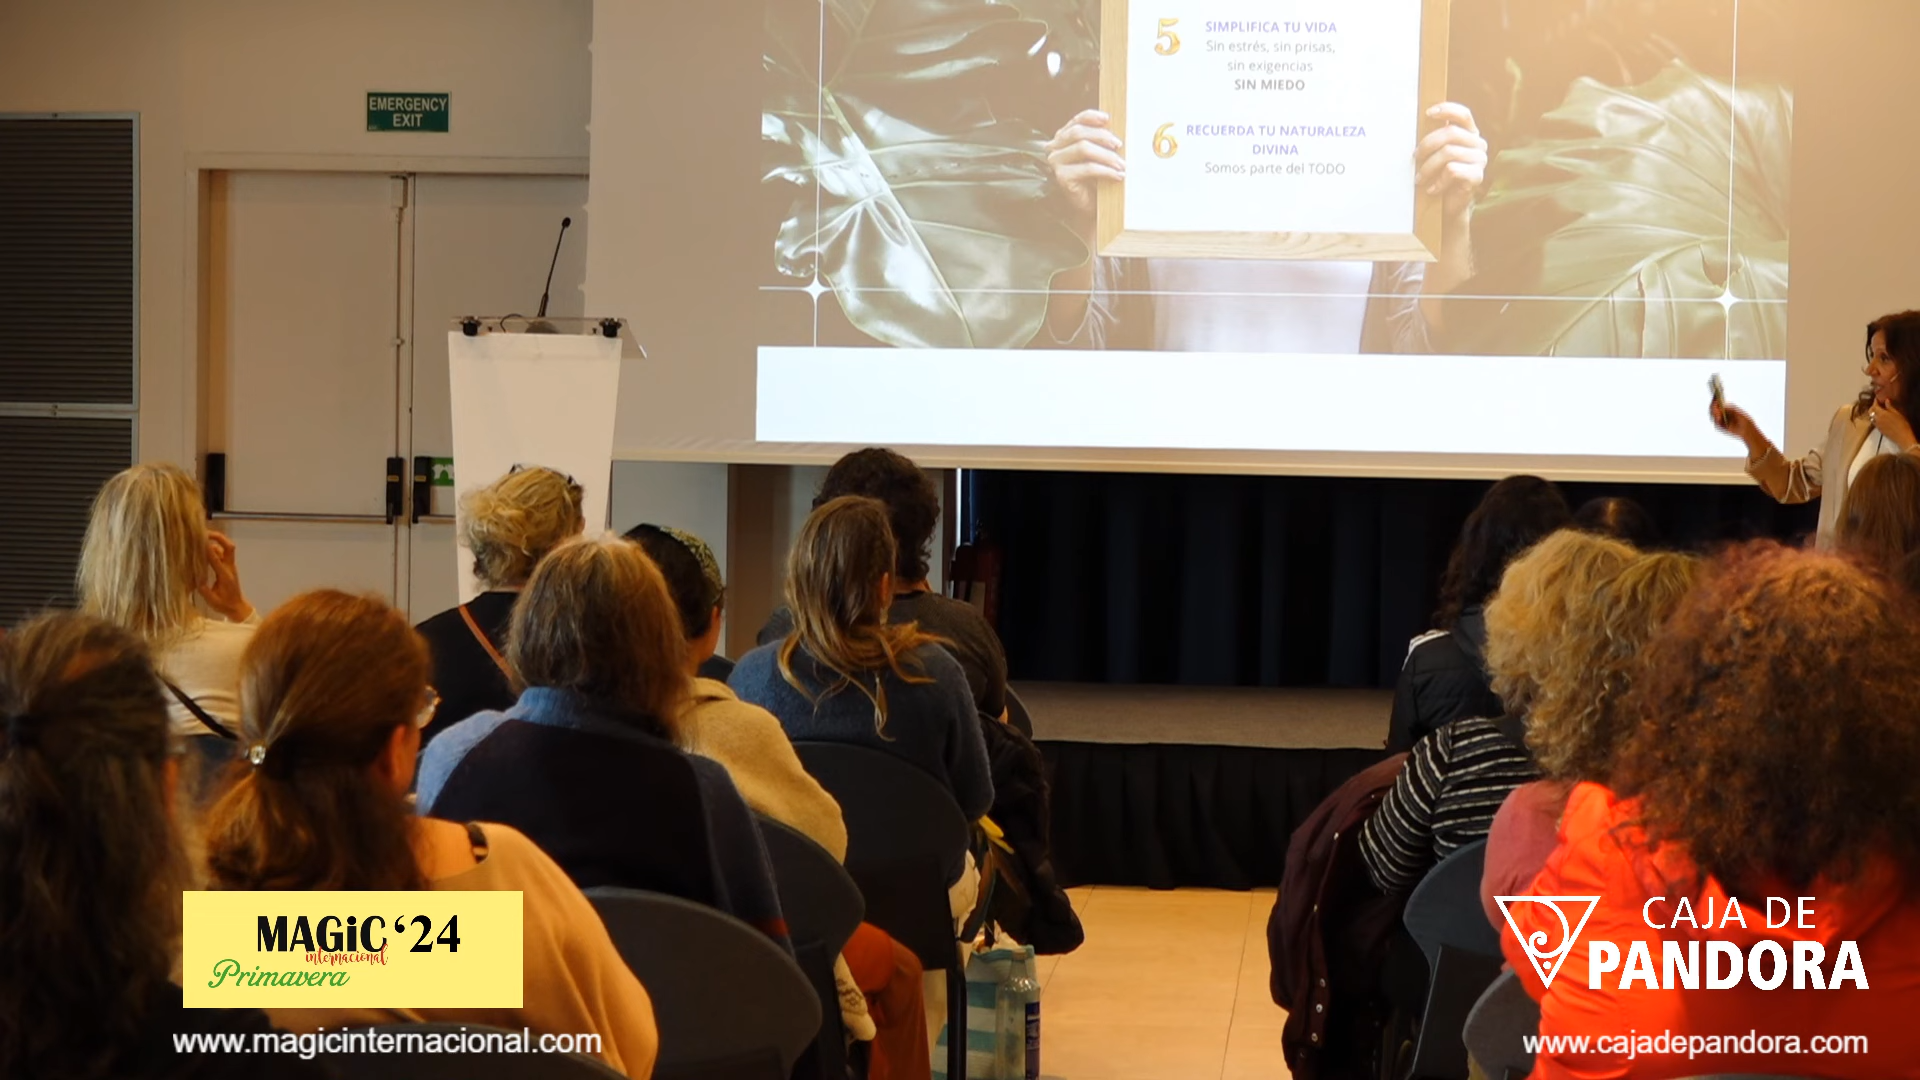 EMERGENCY
EXIT
5
SIMPLIFICA TU VIDA
Sin estrés, sin prisas,
sin exigencias
SIN MIEDO
6
RECUERDA TU NATURALEZA
DIVINA
Somos parte del TODO
MAGiC ‘24
internacional
Primavera
www.magicinternacional.com
CAJA DE
PANDORA
www.cajadepandora.com